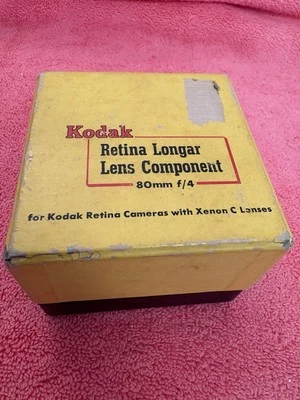 Kodak
Retina Longar
Lens Component
80mm f/4
for Kodak Retina Cameras with Xenon C Lenses